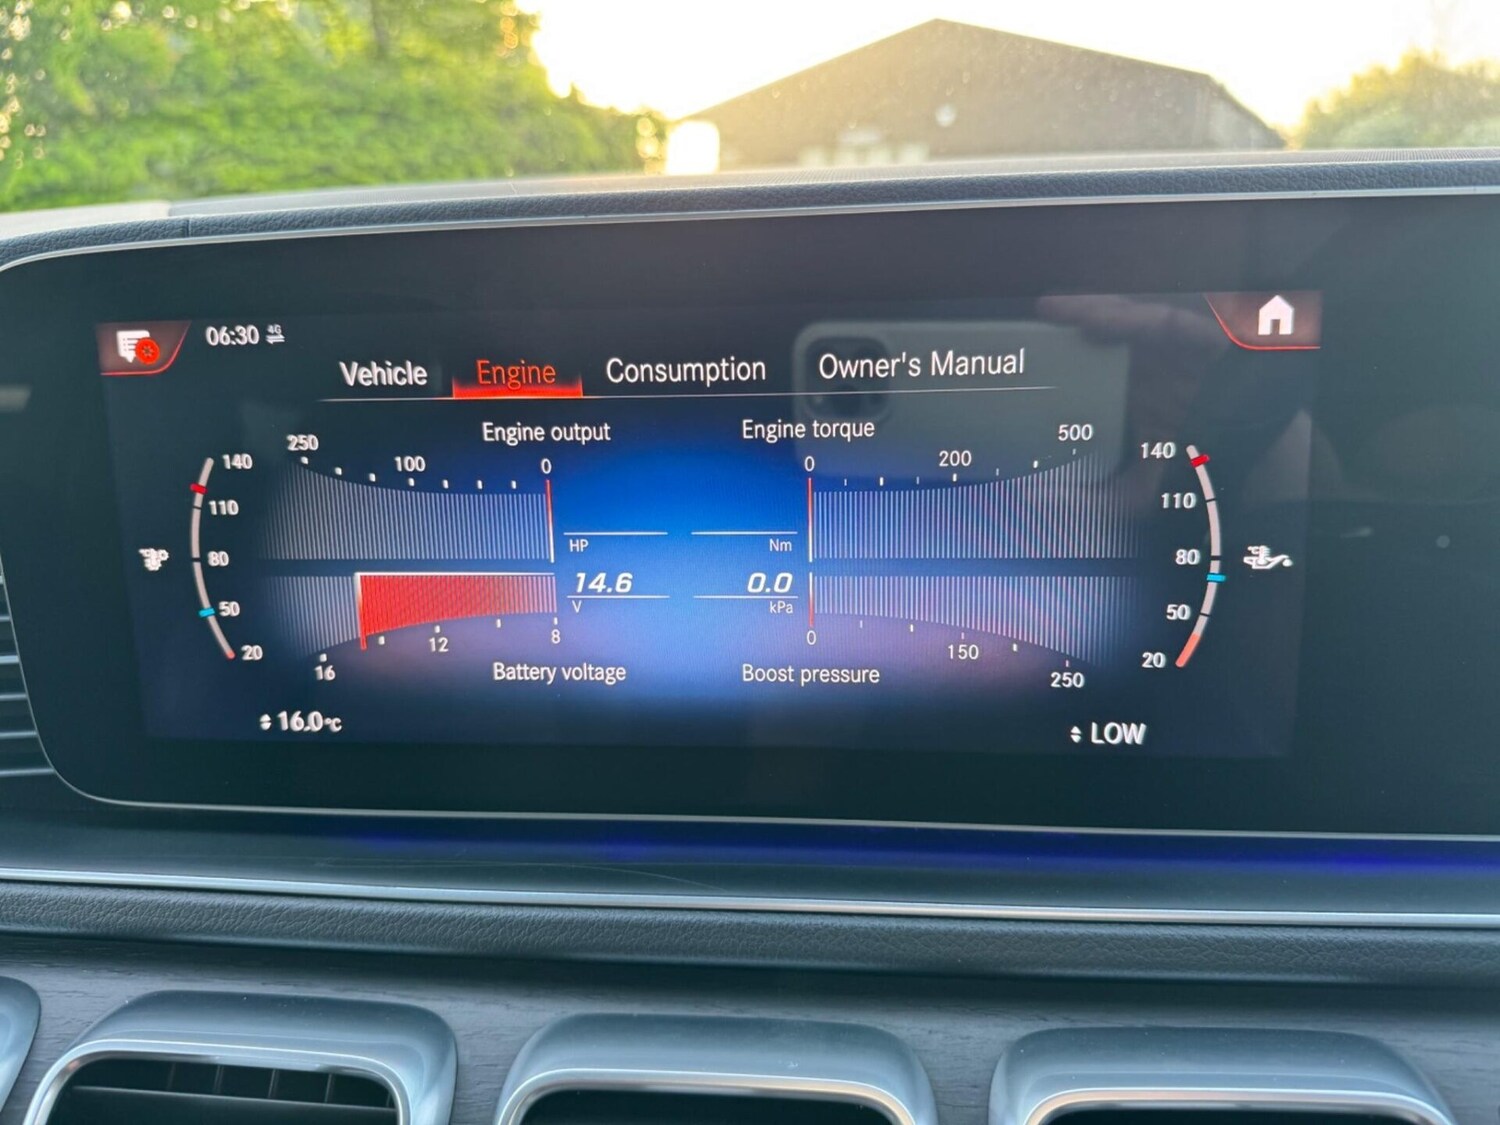 06:30 4G
Vehicle Engine Consumption Owner's Manual
Engine output Engine torque
250 100 0 0 200 500
140 110 80 50 20
140 110 80 50 20
HP Nm
14.6 0.0
V kPa
16 12 8 0 150 250
Battery voltage Boost pressure
16.0°C LOW